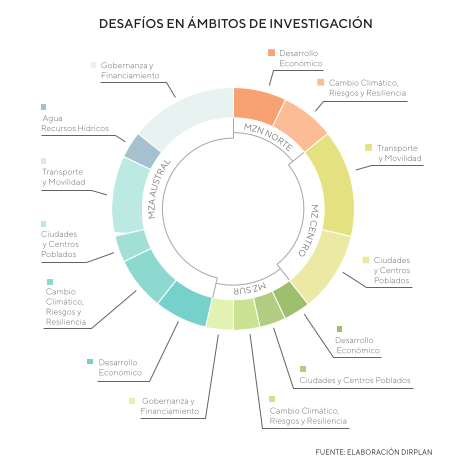 DESAFÍOS EN ÁMBITOS DE INVESTIGACIÓN
Desarrollo
Económico
Cambio Climático,
Riesgos y Resiliencia
Transporte
y Movilidad
Ciudades
y Centros
Poblados
Desarrollo
Económico
Ciudades y Centros Poblados
Cambio Climático,
Riesgos y Resiliencia
Gobernanza y
Financiamiento
Desarrollo
Económico
Cambio
Climático,
Riesgos y
Resiliencia
Ciudades
y Centros
Poblados
Transporte
y Movilidad
Agua
Recursos Hídricos
Gobernanza y
Financiamiento
MZN NORTE
MZ CENTRO
MZ SUR
MZA AUSTRAL
FUENTE: ELABORACIÓN DIRPLAN